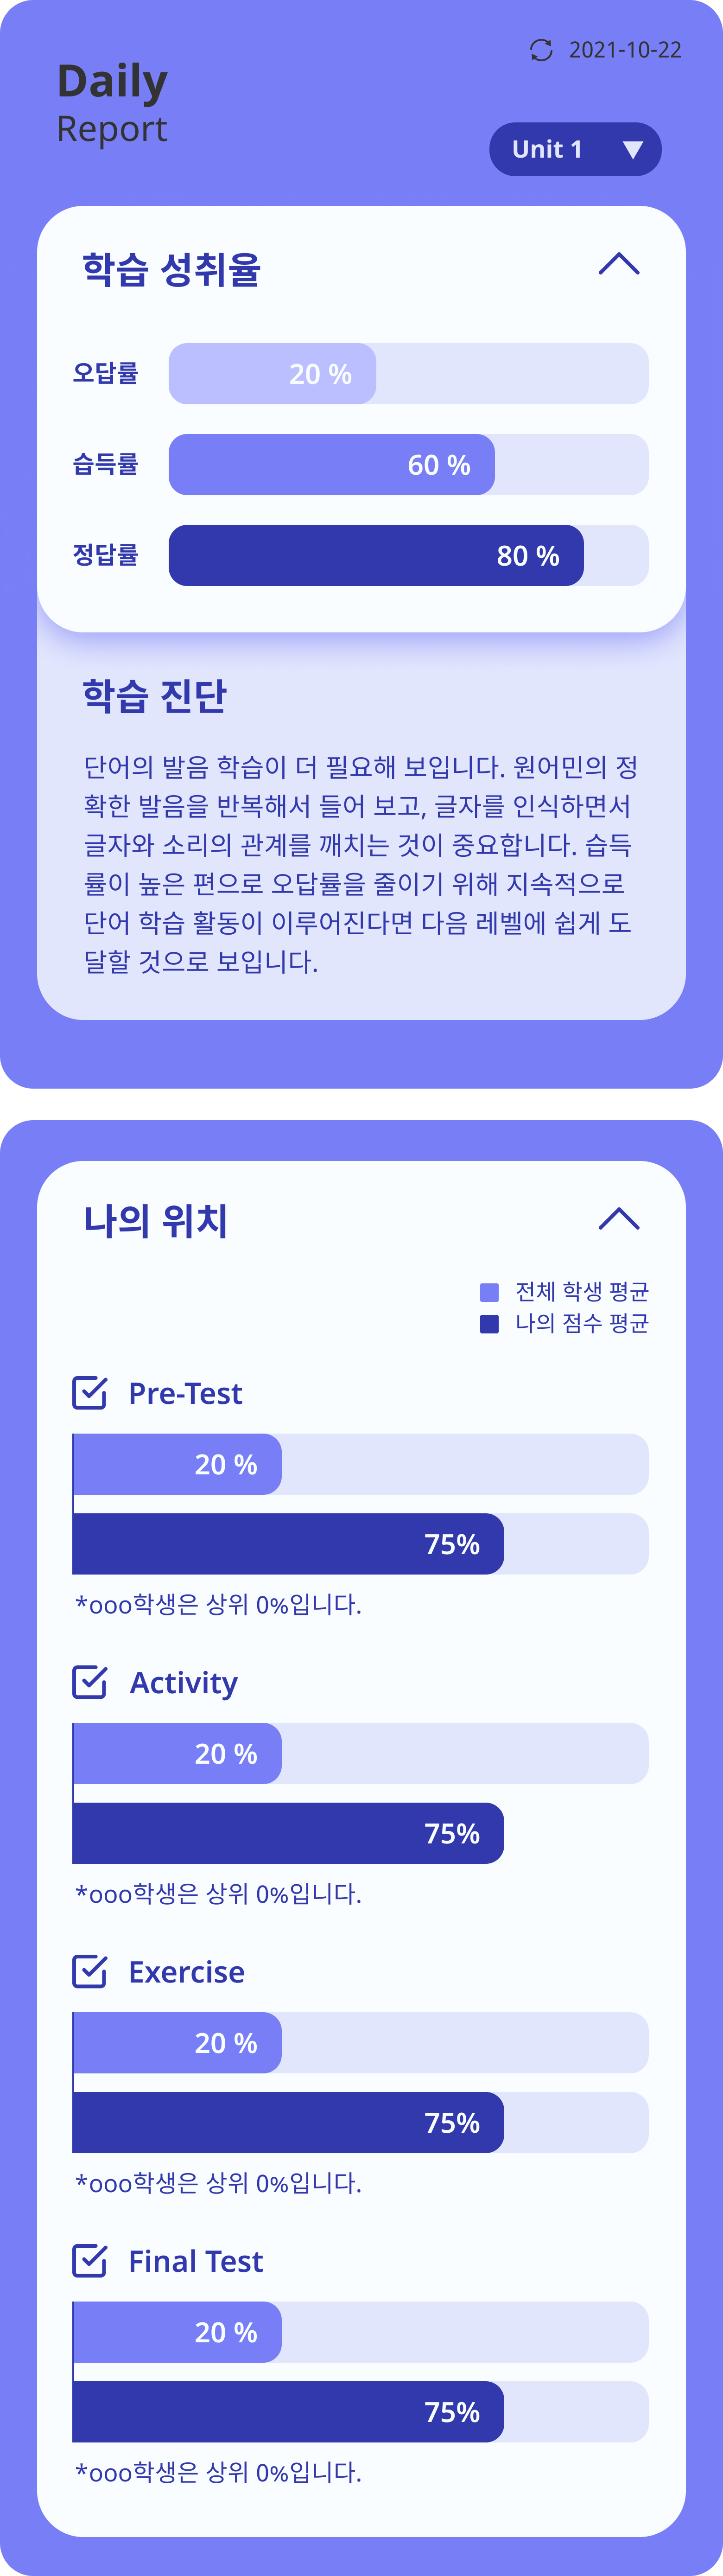 2021-10-22
Daily
Report
Unit 1
학습 성취율
오답률
20 %
습득률
60 %
정답률
80 %
학습 진단
단어의 발음 학습이 더 필요해 보입니다. 원어민의 정
확한 발음을 반복해서 들어 보고, 글자를 인식하면서
글자와 소리의 관계를 깨치는 것이 중요합니다. 습득
률이 높은 편으로 오답률을 줄이기 위해 지속적으로
단어 학습 활동이 이루어진다면 다음 레벨에 쉽게 도
달할 것으로 보입니다.
나의 위치
전체 학생 평균
나의 점수 평균
Pre-Test
20 %
75%
*ooo학생은 상위 0%입니다.
Activity
20 %
75%
*ooo학생은 상위 0%입니다.
Exercise
20 %
75%
*ooo학생은 상위 0%입니다.
Final Test
20 %
75%
*ooo학생은 상위 0%입니다.